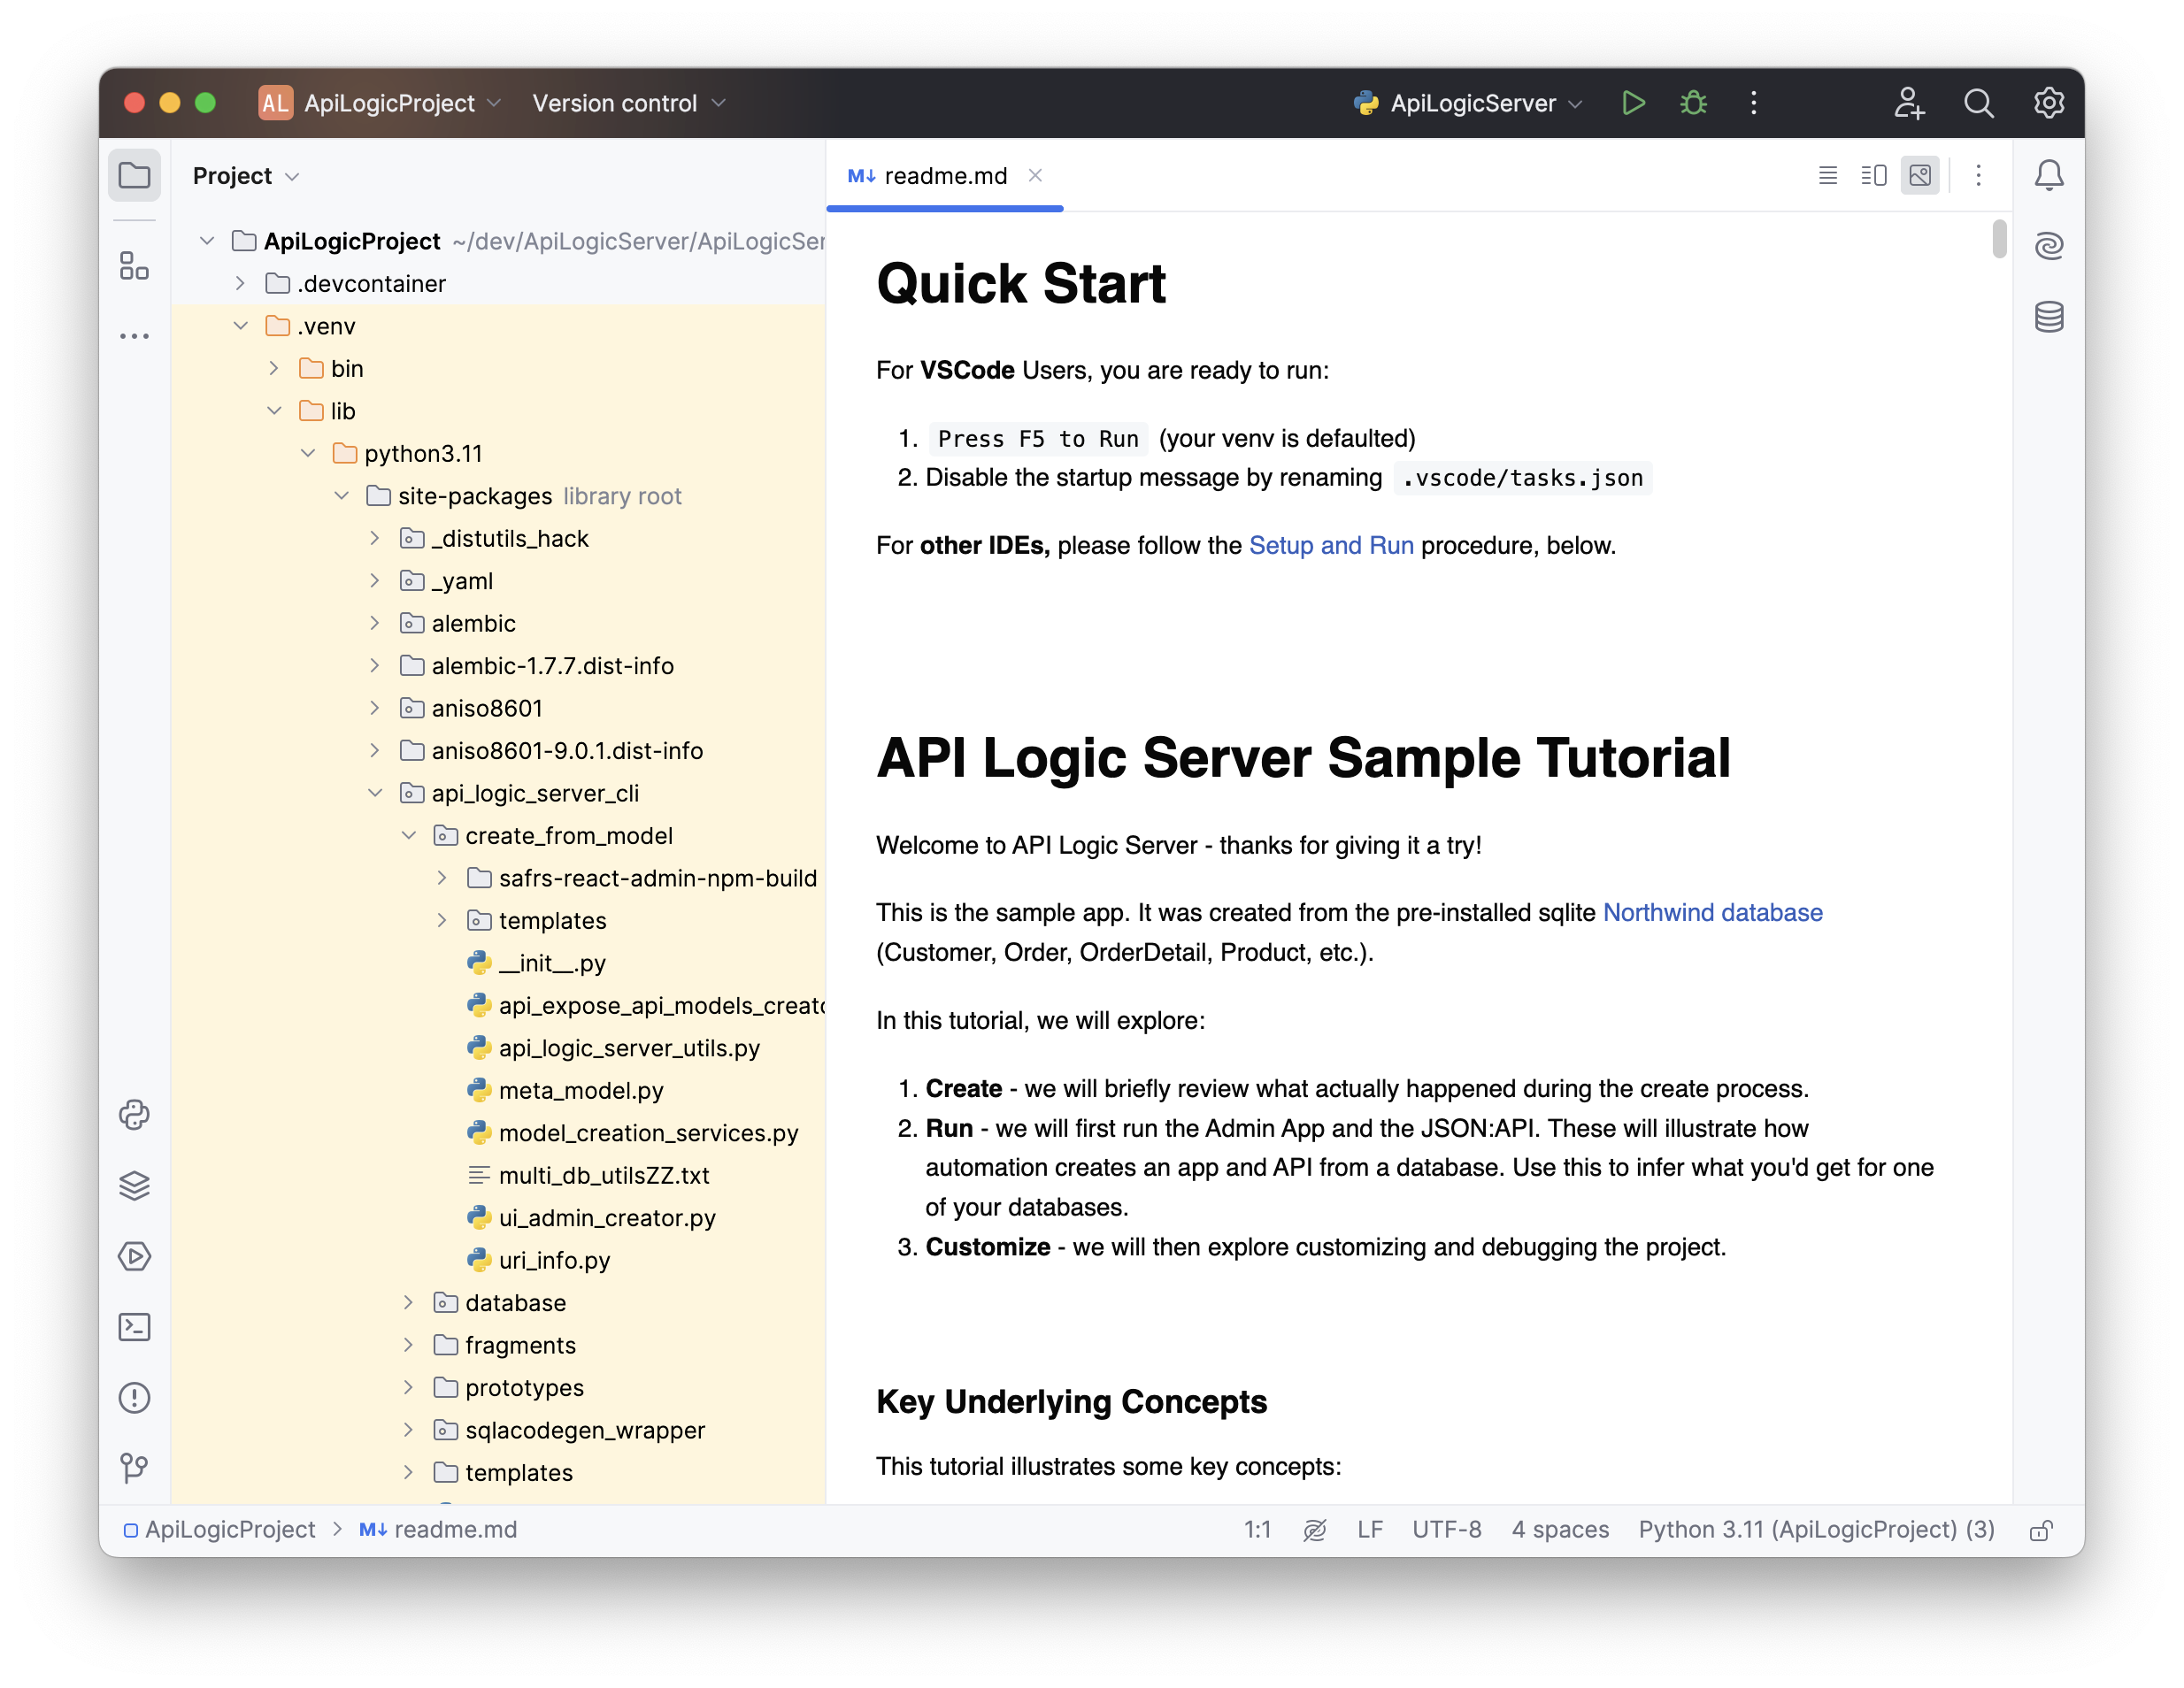 AL ApiLogicProject Version control ApiLogicServer
Project
ApiLogicProject ~/dev/ApiLogicServer/ApiLogicSer
.devcontainer
.venv
bin
lib
python3.11
site-packages library root
_distutils_hack
_yaml
alembic
alembic-1.7.7.dist-info
aniso8601
aniso8601-9.0.1.dist-info
api_logic_server_cli
create_from_model
safrs-react-admin-npm-build
templates
__init__.py
api_expose_api_models_creato
api_logic_server_utils.py
meta_model.py
model_creation_services.py
multi_db_utilsZZ.txt
ui_admin_creator.py
uri_info.py
database
fragments
prototypes
sqlacodegen_wrapper
templates
M↓ readme.md
Quick Start
For VSCode Users, you are ready to run:
1. Press F5 to Run (your venv is defaulted)
2. Disable the startup message by renaming .vscode/tasks.json
For other IDEs, please follow the Setup and Run procedure, below.
API Logic Server Sample Tutorial
Welcome to API Logic Server - thanks for giving it a try!
This is the sample app. It was created from the pre-installed sqlite Northwind database
(Customer, Order, OrderDetail, Product, etc.).
In this tutorial, we will explore:
1. Create - we will briefly review what actually happened during the create process.
2. Run - we will first run the Admin App and the JSON:API. These will illustrate how
automation creates an app and API from a database. Use this to infer what you'd get for one
of your databases.
3. Customize - we will then explore customizing and debugging the project.
Key Underlying Concepts
This tutorial illustrates some key concepts:
ApiLogicProject > M↓ readme.md 1:1 LF UTF-8 4 spaces Python 3.11 (ApiLogicProject) (3)